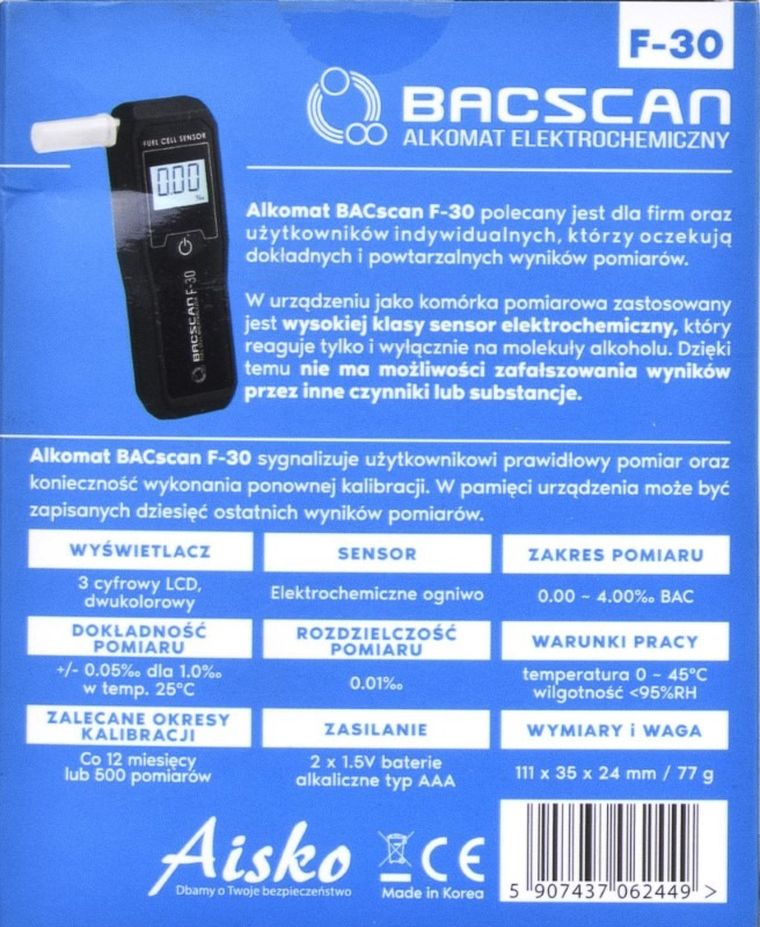 F-30
BACSCAN
ALKOMAT ELEKTROCHEMICZNY
FUEL CELL SENSOR
0.00
‰
BACSCAN F-30
Alkomat BACscan F-30 polecany jest dla firm oraz
użytkowników indywidualnych, którzy oczekują
dokładnych i powtarzalnych wyników pomiarów.
W urządzeniu jako komórka pomiarowa zastosowany
jest wysokiej klasy sensor elektrochemiczny, który
reaguje tylko i wyłącznie na molekuły alkoholu. Dzięki
temu nie ma możliwości zafałszowania wyników
przez inne czynniki lub substancje.
Alkomat BACscan F-30 sygnalizuje użytkownikowi prawidłowy pomiar oraz
konieczność wykonania ponownej kalibracji. W pamięci urządzenia może być
zapisanych dziesięć ostatnich wyników pomiarów.
WYŚWIETLACZ
3 cyfrowy LCD,
dwukolorowy
SENSOR
Elektrochemiczne ogniwo
ZAKRES POMIARU
0.00 ~ 4.00‰ BAC
DOKŁADNOŚĆ
POMIARU
+/- 0.05‰ dla 1.0‰
w temp. 25°C
ROZDZIELCZOŚĆ
POMIARU
0.01‰
WARUNKI PRACY
temperatura 0 ~ 45°C
wilgotność <95%RH
ZALECANE OKRESY
KALIBRACJI
Co 12 miesięcy
lub 500 pomiarów
ZASILANIE
2 x 1.5V baterie
alkaliczne typ AAA
WYMIARY i WAGA
111 x 35 x 24 mm / 77 g
Aisko
Dbamy o Twoje bezpieczeństwo
CE
Made in Korea
5 907437 062449 >